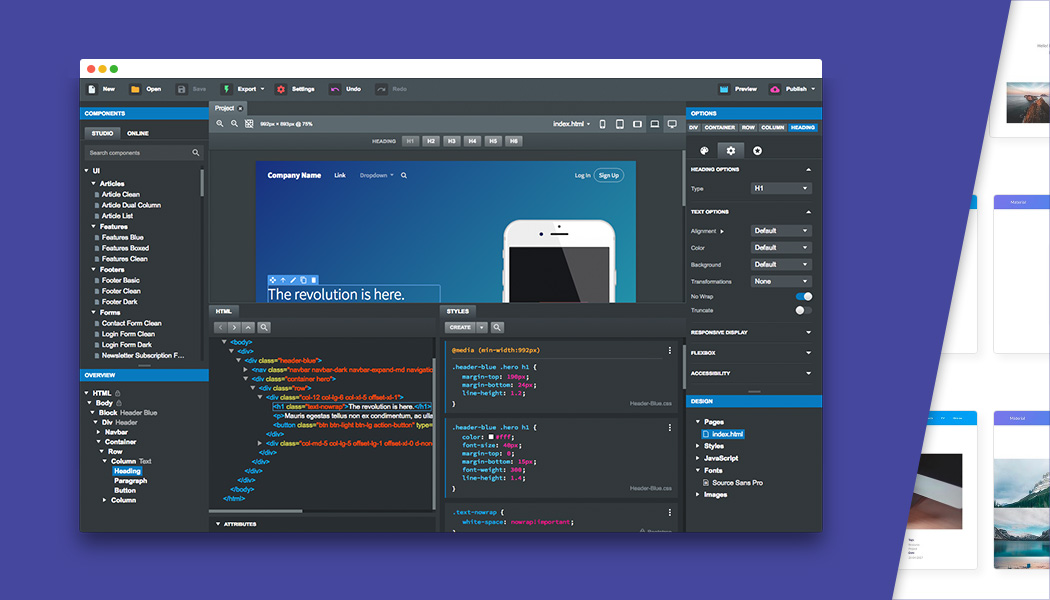 New Open Save Export Settings Undo Redo Preview Publish
COMPONENTS
STUDIO ONLINE
Search components
UI
Articles
Article Clean
Article Dual Column
Article List
Features
Features Blue
Features Boxed
Features Clean
Footers
Footer Basic
Footer Clean
Footer Dark
Forms
Contact Form Clean
Login Form Clean
Login Form Dark
Newsletter Subscription F...
OVERVIEW
HTML
Body
Block Header Blue
Div Header
Navbar
Container
Row
Column Text
Heading
Paragraph
Button
Column
Project
992px × 893px @ 75%
index.html
HEADING H1 H2 H3 H4 H5 H6
Company Name Link Dropdown Log In Sign Up
The revolution is here.
HTML
<body>
<div>
<div class="header-blue">
<nav class="navbar navbar-dark navbar-expand-md navigatio
<div class="container hero">
<div class="row">
<div class="col-12 col-lg-6 col-xl-5 offset-xl-1">
<h1 class="text-nowrap">The revolution is here.</h1>
<p>Mauris egestas tellus non ex condimentum, ac ulla
<button class="btn btn-light btn-lg action-button" type=
</div>
<div class="col-md-5 col-lg-5 offset-lg-1 offset-xl-0 d-non
</div>
</div>
</div>
</div>
</body>
</html>
ATTRIBUTES
STYLES
CREATE
@media (min-width:992px)
.header-blue .hero h1 {
margin-top: 190px;
margin-bottom: 24px;
line-height: 1.2;
}
Header-Blue.css
.header-blue .hero h1 {
color: #fff;
font-size: 40px;
margin-top: 0;
margin-bottom: 15px;
font-weight: 300;
line-height: 1.4;
}
Header-Blue.css
.text-nowrap {
white-space: nowrap!important;
OPTIONS
DIV CONTAINER ROW COLUMN HEADING
HEADING OPTIONS
Type H1
TEXT OPTIONS
Alignment Default
Color Default
Background Default
Transformations None
No Wrap
Truncate
RESPONSIVE DISPLAY
FLEXBOX
ACCESSIBILITY
DESIGN
Pages
index.html
Styles
JavaScript
Fonts
Source Sans Pro
Images
Material
Material